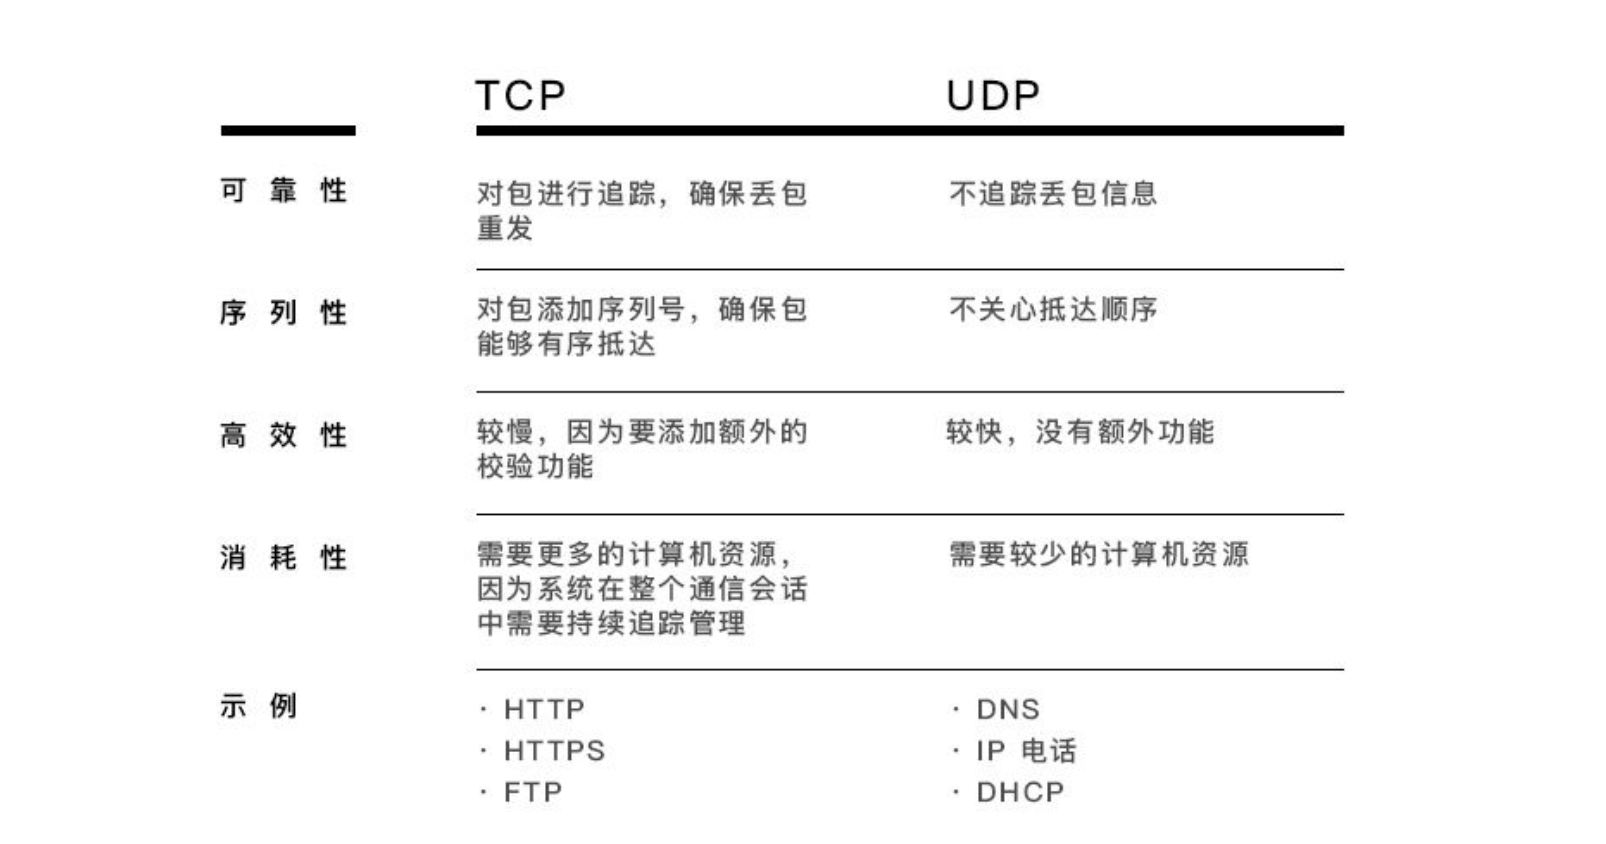 TCP UDP
可靠性 对包进行追踪，确保丢包 不追踪丢包信息
重发
序列性 对包添加序列号，确保包 不关心抵达顺序
能够有序抵达
高效性 较慢，因为要添加额外的 较快，没有额外功能
校验功能
消耗性 需要更多的计算机资源， 需要较少的计算机资源
因为系统在整个通信会话
中需要持续追踪管理
示例 · HTTP · DNS
· HTTPS · IP 电话
· FTP · DHCP